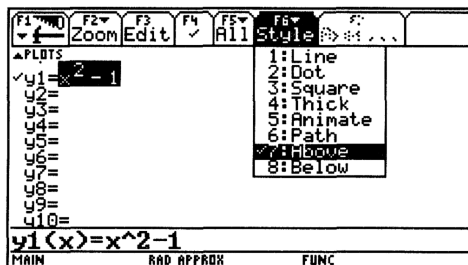 F1 F2 Zoom F3 Edit F4 ✓ F5 All F6 Style F7
▲PLOTS
✓y1=x²-1
y2=
y3=
y4=
y5=
y6=
y7=
y8=
y9=
y10=
1:Line
2:Dot
3:Square
4:Thick
5:Animate
6:Path
✓7:Above
8:Below
y1(x)=x^2-1
MAIN RAD APPROX FUNC